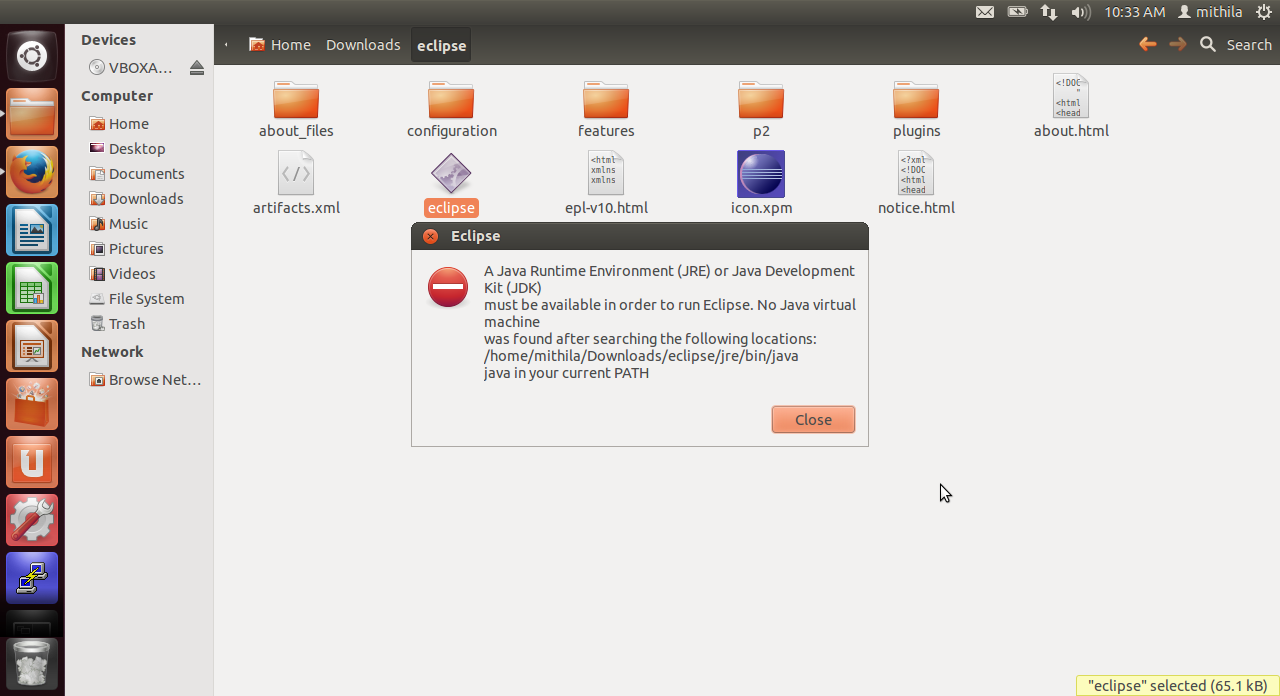 10:33 AM mithila
Devices
VBOXA...
Computer
Home
Desktop
Documents
Downloads
Music
Pictures
Videos
File System
Trash
Network
Browse Net...
Home Downloads eclipse Search
about_files configuration features p2 plugins about.html
<!DOC
"
<html
<head
artifacts.xml eclipse epl-v10.html icon.xpm notice.html
</>
<html
xmlns
xmlns
<?xml
<!DOC
<html
<head
Eclipse
A Java Runtime Environment (JRE) or Java Development
Kit (JDK)
must be available in order to run Eclipse. No Java virtual
machine
was found after searching the following locations:
/home/mithila/Downloads/eclipse/jre/bin/java
java in your current PATH
Close
"eclipse" selected (65.1 kB)